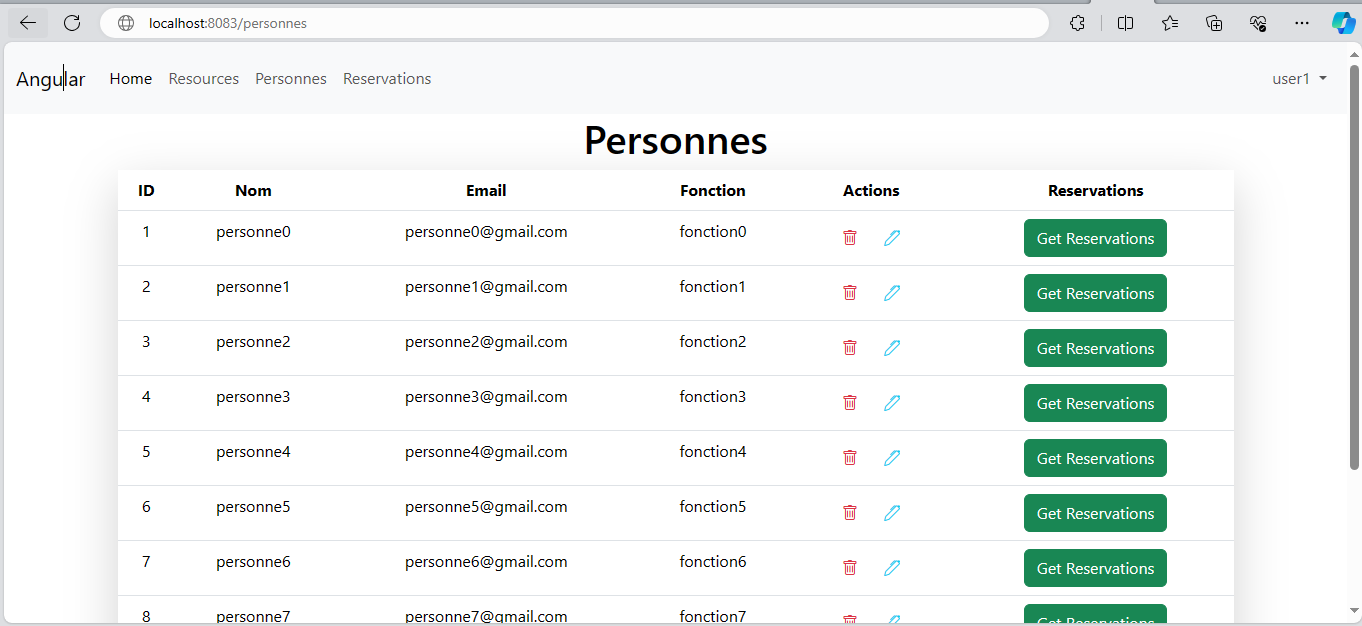 localhost:8083/personnes
Angular Home Resources Personnes Reservations user1
Personnes
ID Nom Email Fonction Actions Reservations
1 personne0 personne0@gmail.com fonction0 Get Reservations
2 personne1 personne1@gmail.com fonction1 Get Reservations
3 personne2 personne2@gmail.com fonction2 Get Reservations
4 personne3 personne3@gmail.com fonction3 Get Reservations
5 personne4 personne4@gmail.com fonction4 Get Reservations
6 personne5 personne5@gmail.com fonction5 Get Reservations
7 personne6 personne6@gmail.com fonction6 Get Reservations
8 personne7 personne7@gmail.com fonction7 Get Reservations